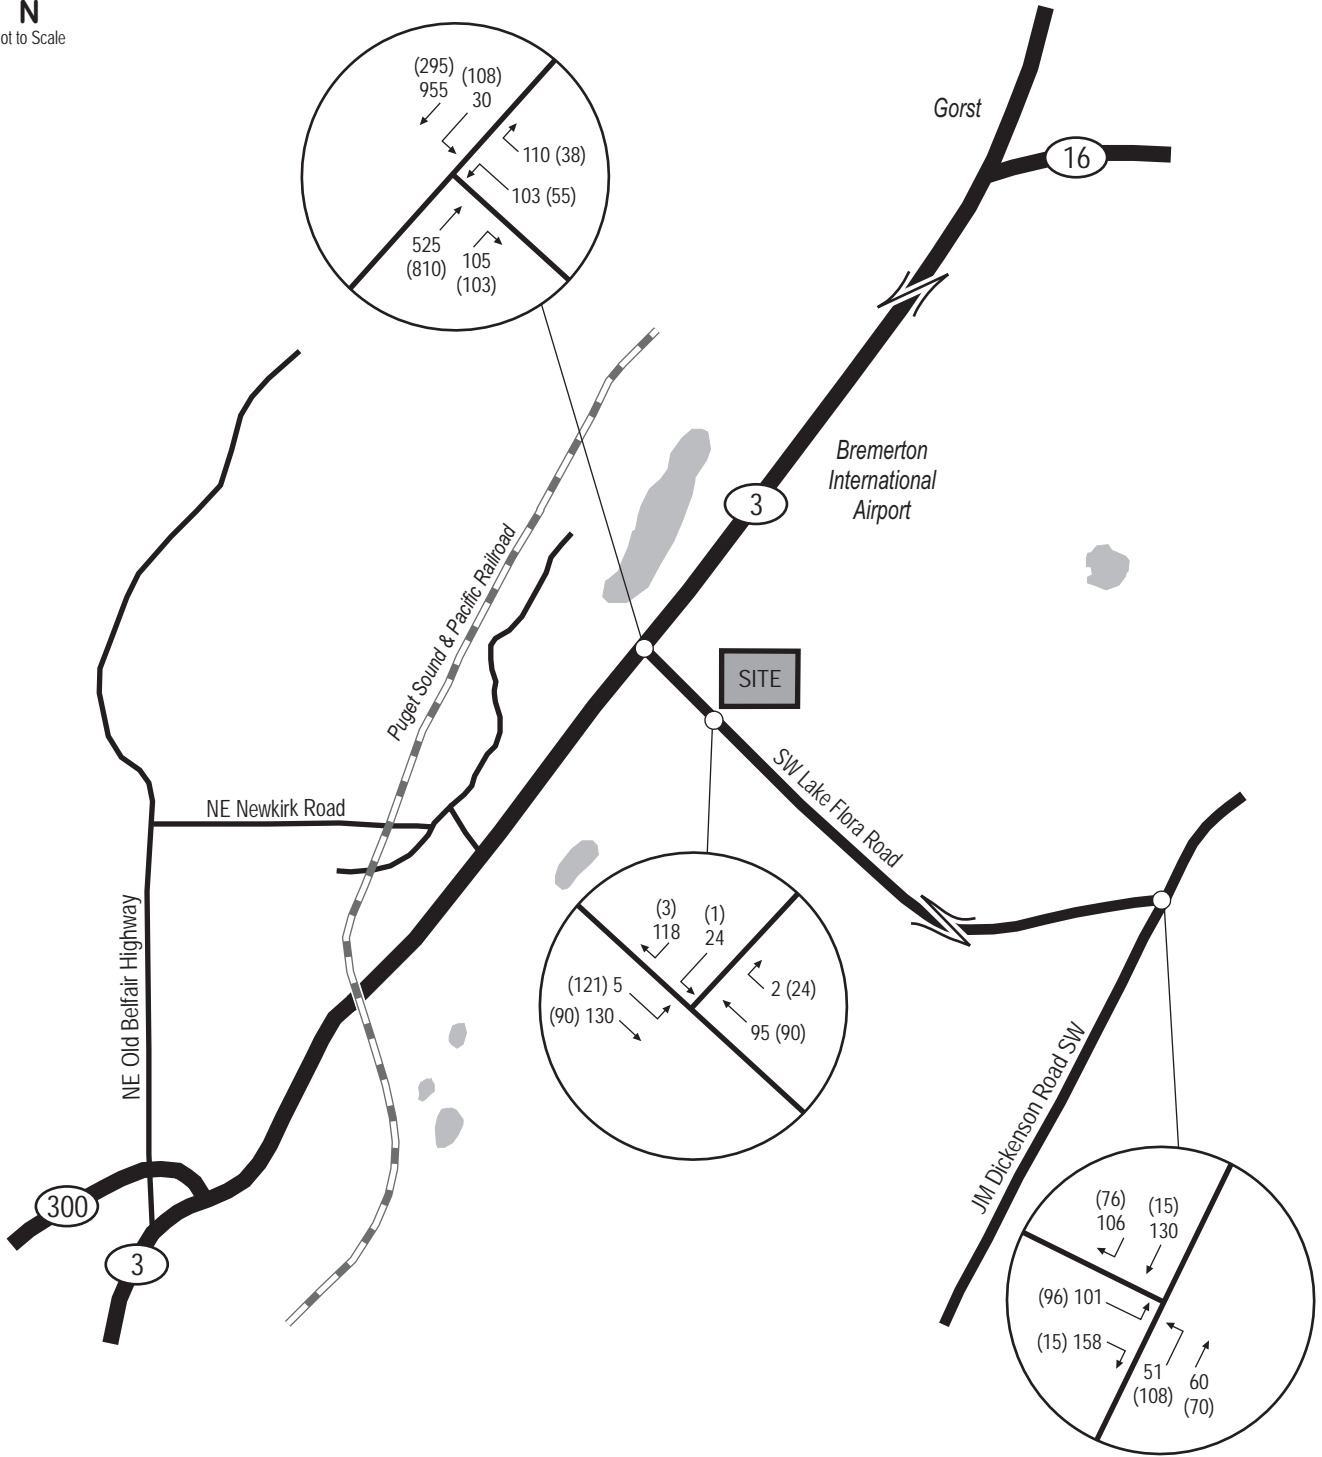 N
ot to Scale
(295)
955
(108)
30
110 (38)
103 (55)
525
(810)
105
(103)
Gorst
16
Bremerton
International
Airport
3
Puget Sound & Pacific Railroad
SITE
SW Lake Flora Road
NE Newkirk Road
NE Old Belfair Highway
(3)
118
(1)
24
(121) 5
(90) 130
2 (24)
95 (90)
JM Dickenson Road SW
300
3
(76)
106
(15)
130
(96) 101
(15) 158
51
(108)
60
(70)